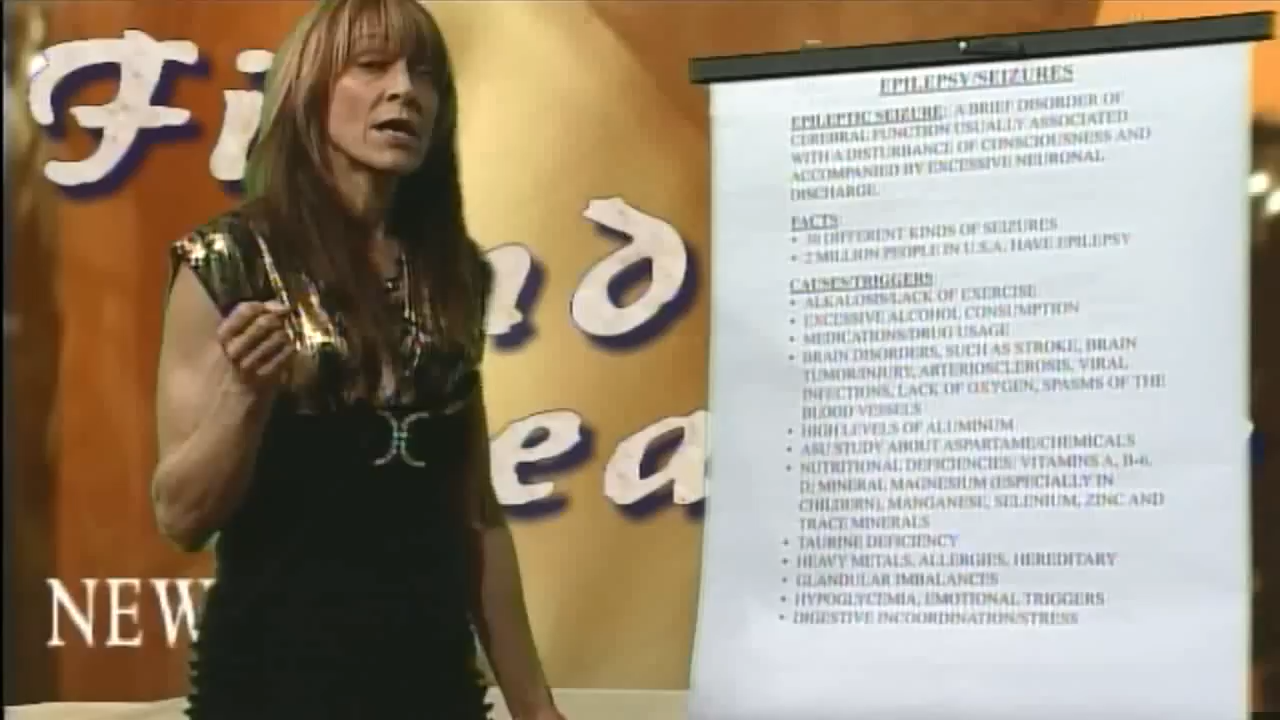 Fi nd
ea
NEW
EPILEPSY/SEIZURES
EPILEPTIC SEIZURE: A BRIEF DISORDER OF
CEREBRAL FUNCTION USUALLY ASSOCIATED
WITH A DISTURBANCE OF CONSCIOUSNESS AND
ACCOMPANIED BY EXCESSIVE NEURONAL
DISCHARGE.
FACTS:
• 30 DIFFERENT KINDS OF SEIZURES
• 2 MILLION PEOPLE IN U.S.A. HAVE EPILEPSY
CAUSES/TRIGGERS:
• ALKALOSIS/LACK OF EXERCISE
• EXCESSIVE ALCOHOL CONSUMPTION
• MEDICATIONS/DRUG USAGE
• BRAIN DISORDERS, SUCH AS STROKE, BRAIN
TUMOR/INJURY, ARTERIOSCLEROSIS, VIRAL
INFECTIONS, LACK OF OXYGEN, SPASMS OF THE
BLOOD VESSELS
• HIGH LEVELS OF ALUMINUM
• ASU STUDY ABOUT ASPARTAME/CHEMICALS
• NUTRITIONAL DEFICIENCIES: VITAMINS A, B-6,
D; MINERAL MAGNESIUM (ESPECIALLY IN
CHILDERN), MANGANESE, SELENIUM, ZINC AND
TRACE MINERALS
• TAURINE DEFICIENCY
• HEAVY METALS, ALLERGIES, HEREDITARY
• GLANDULAR IMBALANCES
• HYPOGLYCEMIA, EMOTIONAL TRIGGERS
• DIGESTIVE INCOORDINATION/STRESS